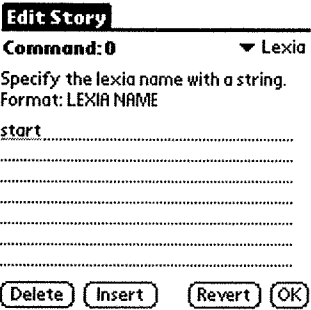 Edit Story
Command: 0 Lexia
Specify the lexia name with a string.
Format: LEXIA NAME
start
Delete Insert Revert OK